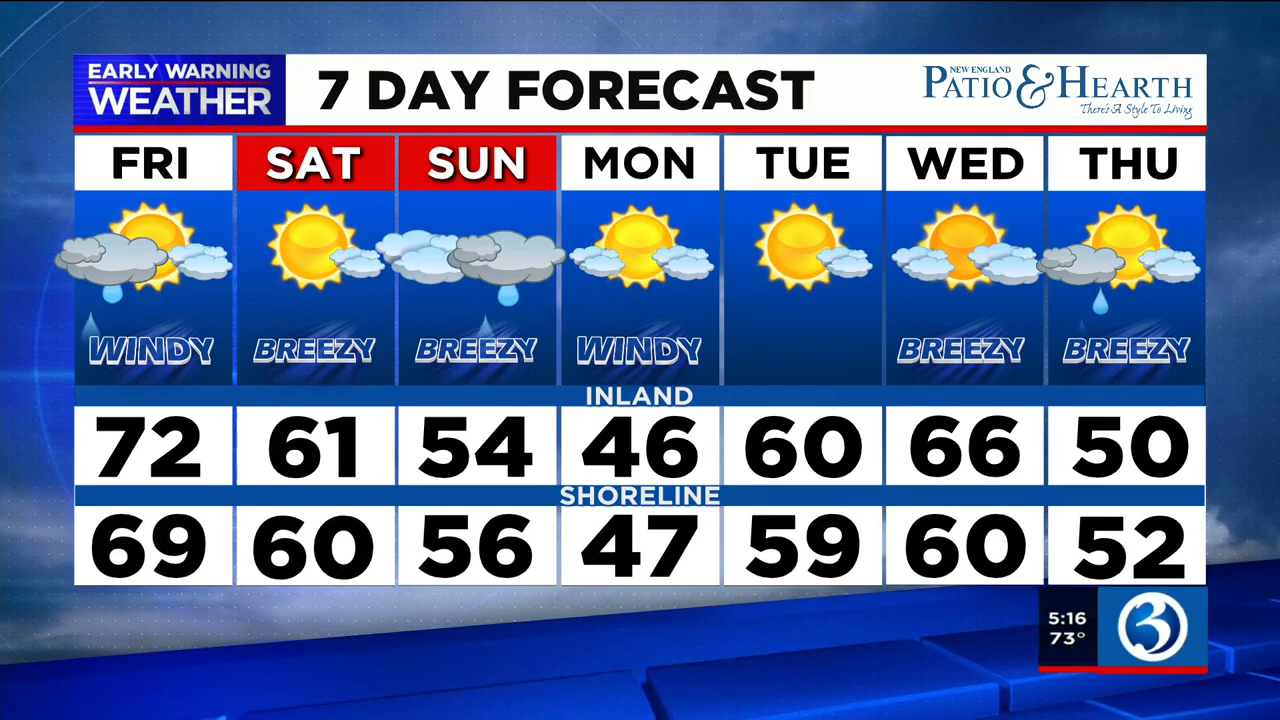 EARLY WARNING
WEATHER
7 DAY FORECAST
NEW ENGLAND
PATIO & HEARTH
There's A Style To Living
FRI SAT SUN MON TUE WED THU
WINDY BREEZY BREEZY WINDY BREEZY BREEZY
INLAND
72 61 54 46 60 66 50
SHORELINE
69 60 56 47 59 60 52
5:16
73°
3